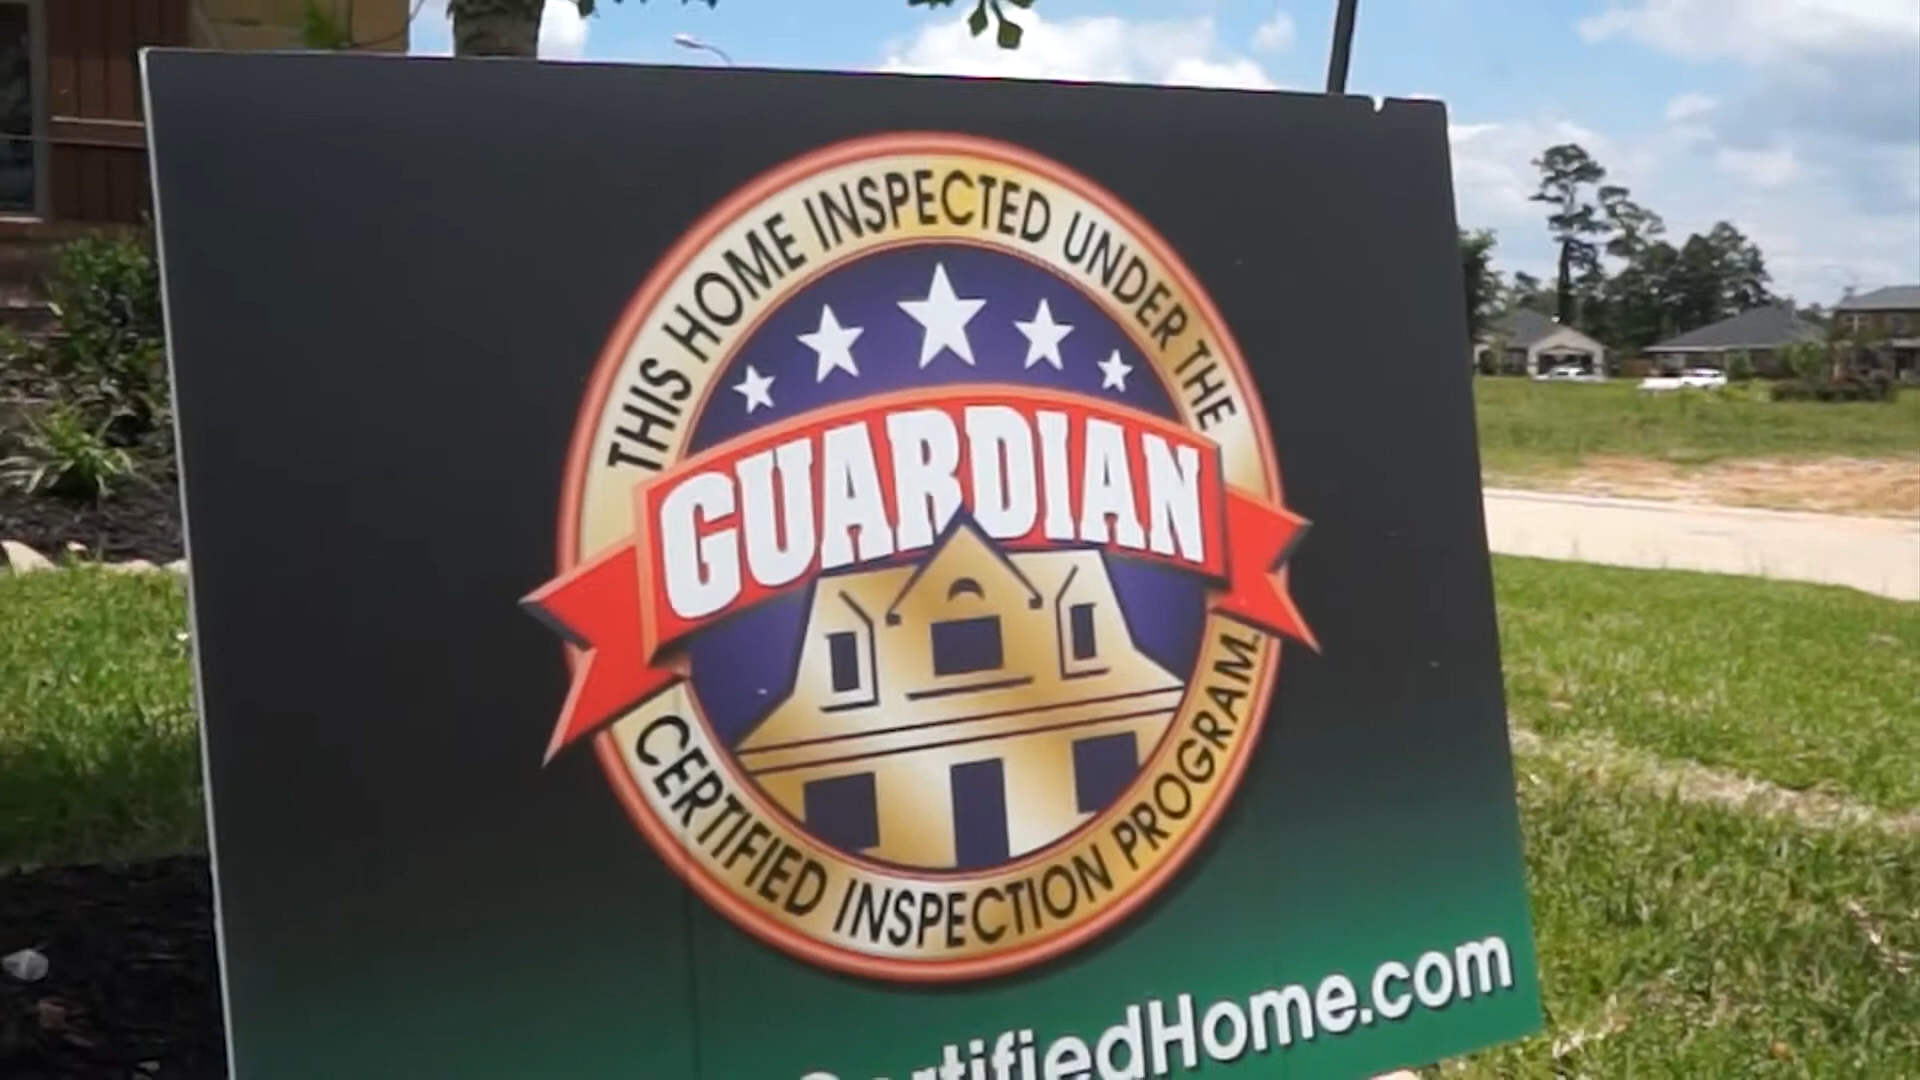 THIS HOME INSPECTED UNDER THE
GUARDIAN
CERTIFIED INSPECTION PROGRAM.
CertifiedHome.com